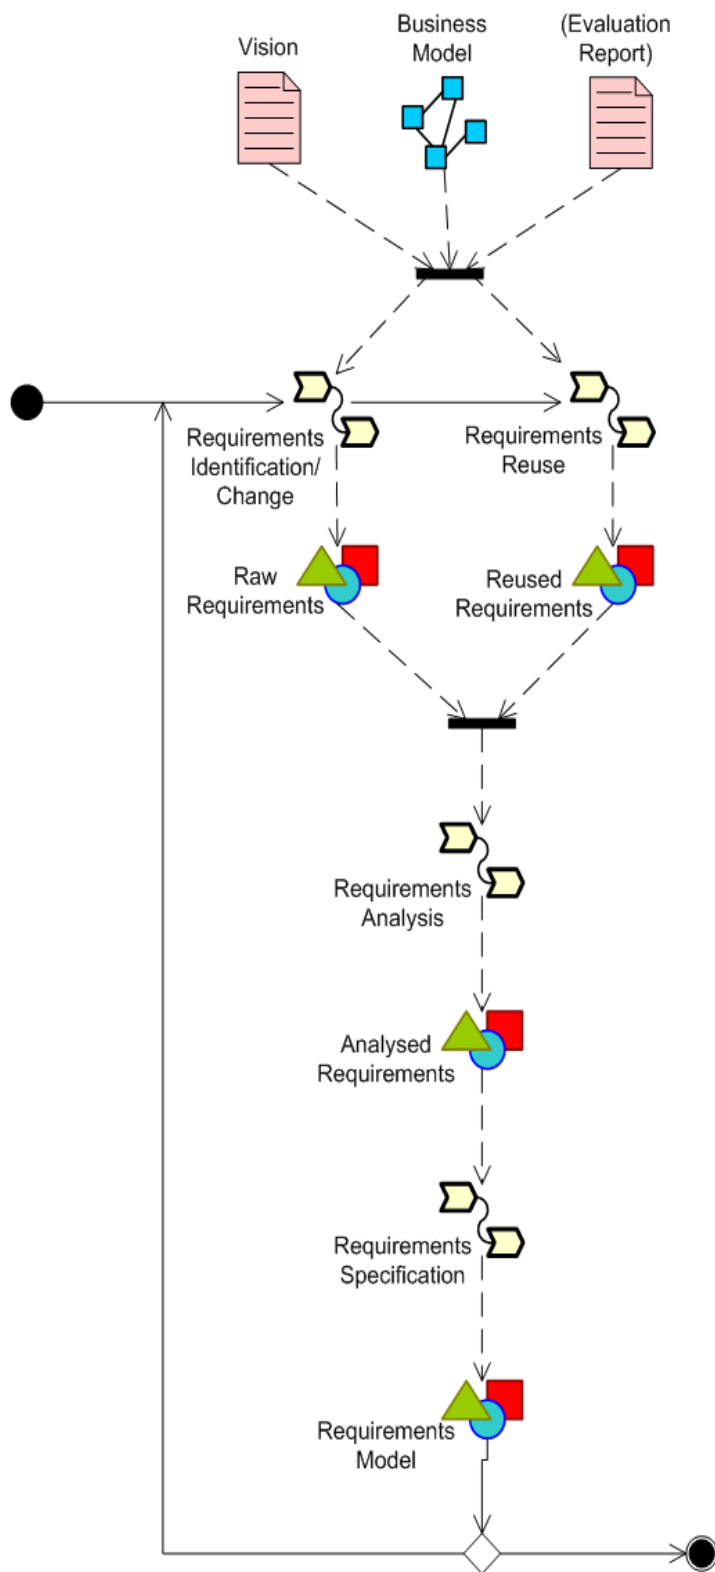 Vision
Business
Model
(Evaluation
Report)
Requirements
Identification/
Change
Requirements
Reuse
Raw
Requirements
Reused
Requirements
Requirements
Analysis
Analysed
Requirements
Requirements
Specification
Requirements
Model